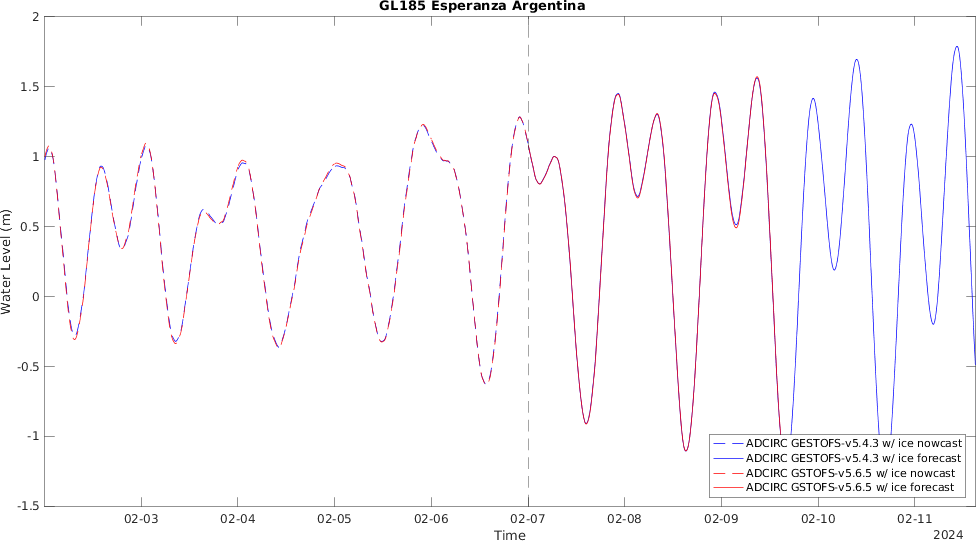 GL185 Esperanza Argentina
2
1.5
1
0.5
0
-0.5
-1
-1.5
Water Level (m)
ADCIRC GESTOFS-v5.4.3 w/ ice nowcast
ADCIRC GESTOFS-v5.4.3 w/ ice forecast
ADCIRC GSTOFS-v5.6.5 w/ ice nowcast
ADCIRC GSTOFS-v5.6.5 w/ ice forecast
02-03 02-04 02-05 02-06 02-07 02-08 02-09 02-10 02-11
Time
2024